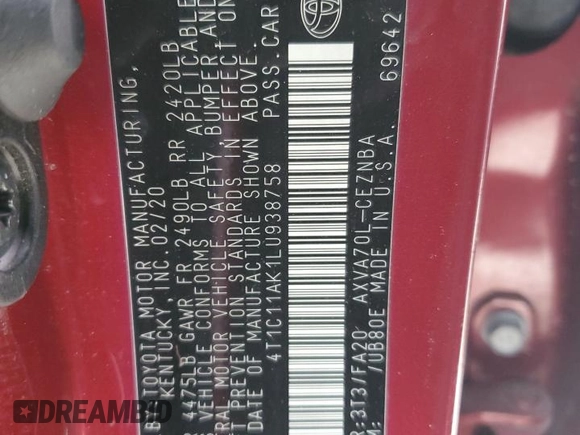 BY TOYOTA MOTOR MANUFACTURING,
KENTUCKY, INC. 02/20
4475LB GAWR FR 2490LB RR 2420LB
VEHICLE CONFORMS TO ALL APPLICABLE
MOTOR VEHICLE SAFETY, BUMPER AND
PREVENTION STANDARDS IN EFFECT ON
DATE OF MANUFACTURE SHOWN ABOVE.
4T1C11AK1LU938758 PASS.CAR
R:3T3/FA20 AXVA70L-CEZNBA
/UB80E MADE IN U.S.A.
69642
DREAMBID